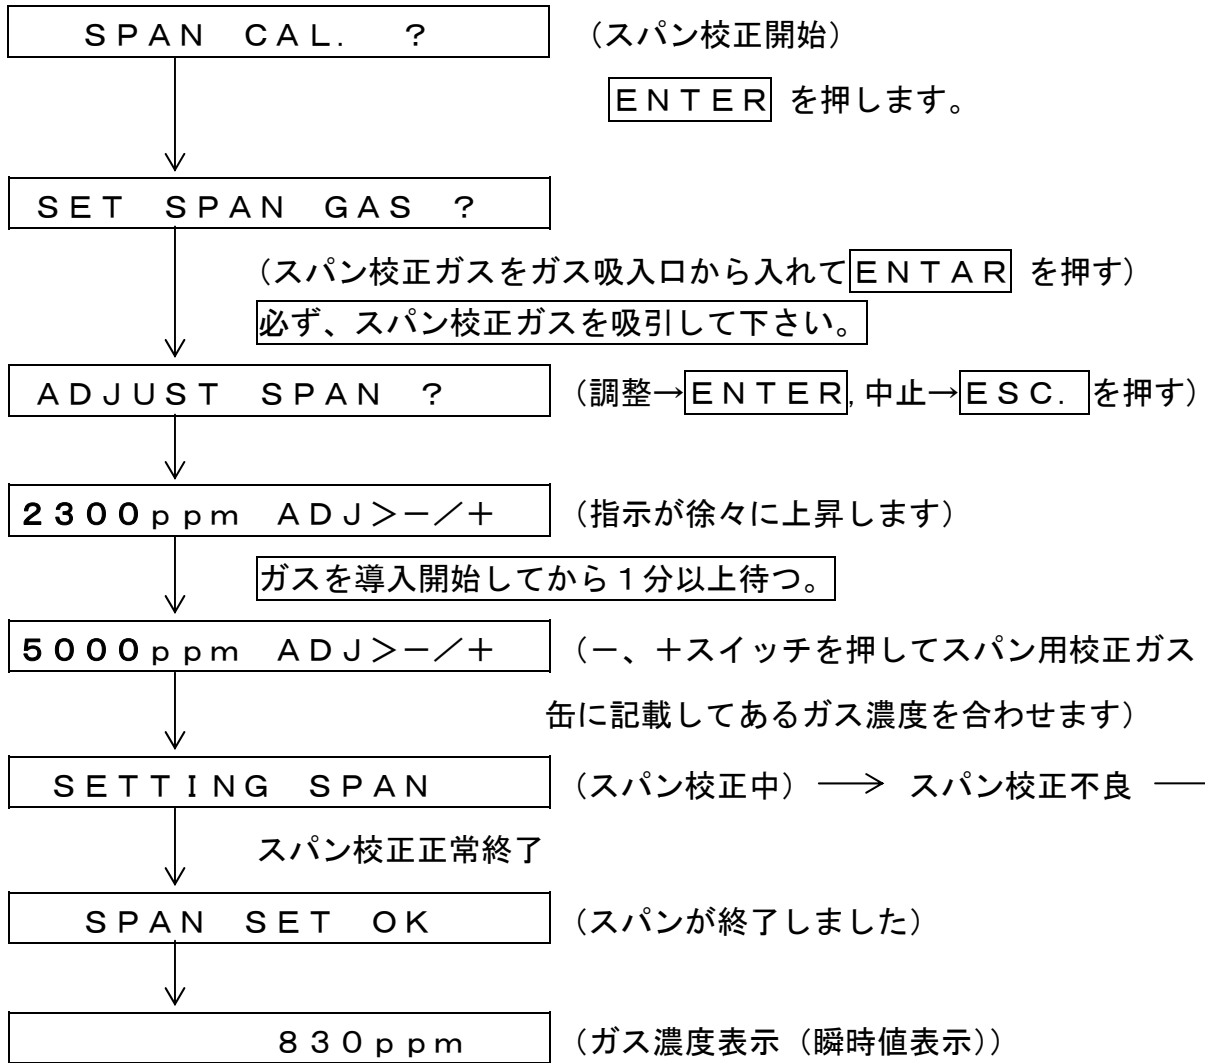 ＳＰＡＮ　ＣＡＬ．　？　（スパン校正開始）
ＥＮＴＥＲ を押します。
ＳＥＴ　ＳＰＡＮ　ＧＡＳ　？
（スパン校正ガスをガス吸入口から入れてＥＮＴＡＲ を押す）
必ず、スパン校正ガスを吸引して下さい。
ＡＤＪＵＳＴ　ＳＰＡＮ　？　（調整→ＥＮＴＥＲ,中止→ＥＳＣ．を押す）
２３００ｐｐｍ　ＡＤＪ＞－／＋　（指示が徐々に上昇します）
ガスを導入開始してから１分以上待つ。
５０００ｐｐｍ　ＡＤＪ＞－／＋　（－、＋スイッチを押してスパン用校正ガス
缶に記載してあるガス濃度を合わせます）
ＳＥＴＴＩＮＧ　ＳＰＡＮ　（スパン校正中）→ スパン校正不良
スパン校正正常終了
ＳＰＡＮ　ＳＥＴ　ＯＫ　（スパンが終了しました）
８３０ｐｐｍ　（ガス濃度表示（瞬時値表示））